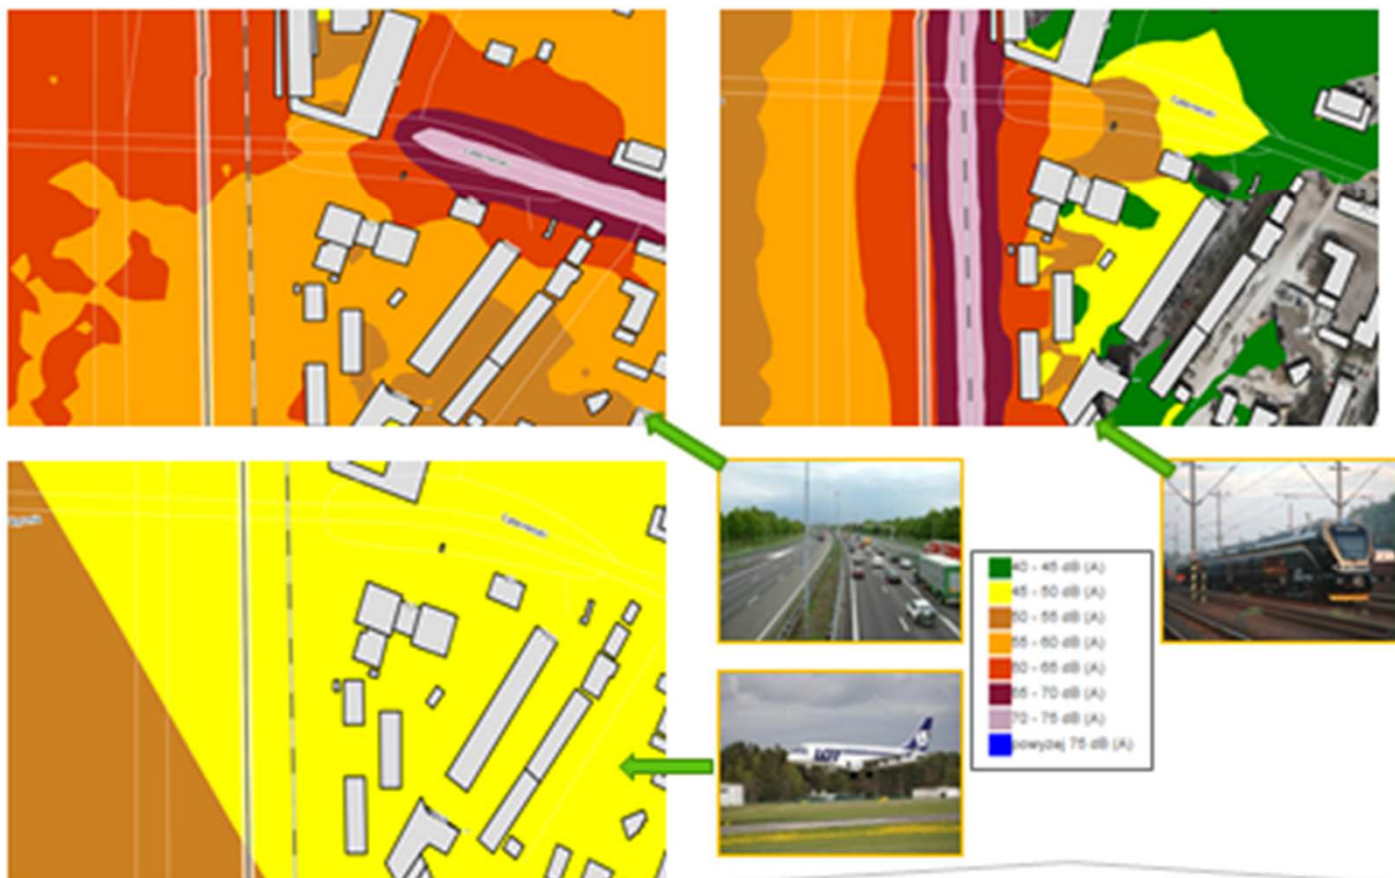 40 - 45 dB (A)
45 - 50 dB (A)
50 - 55 dB (A)
55 - 60 dB (A)
60 - 65 dB (A)
65 - 70 dB (A)
70 - 75 dB (A)
powyżej 75 dB (A)
LOT